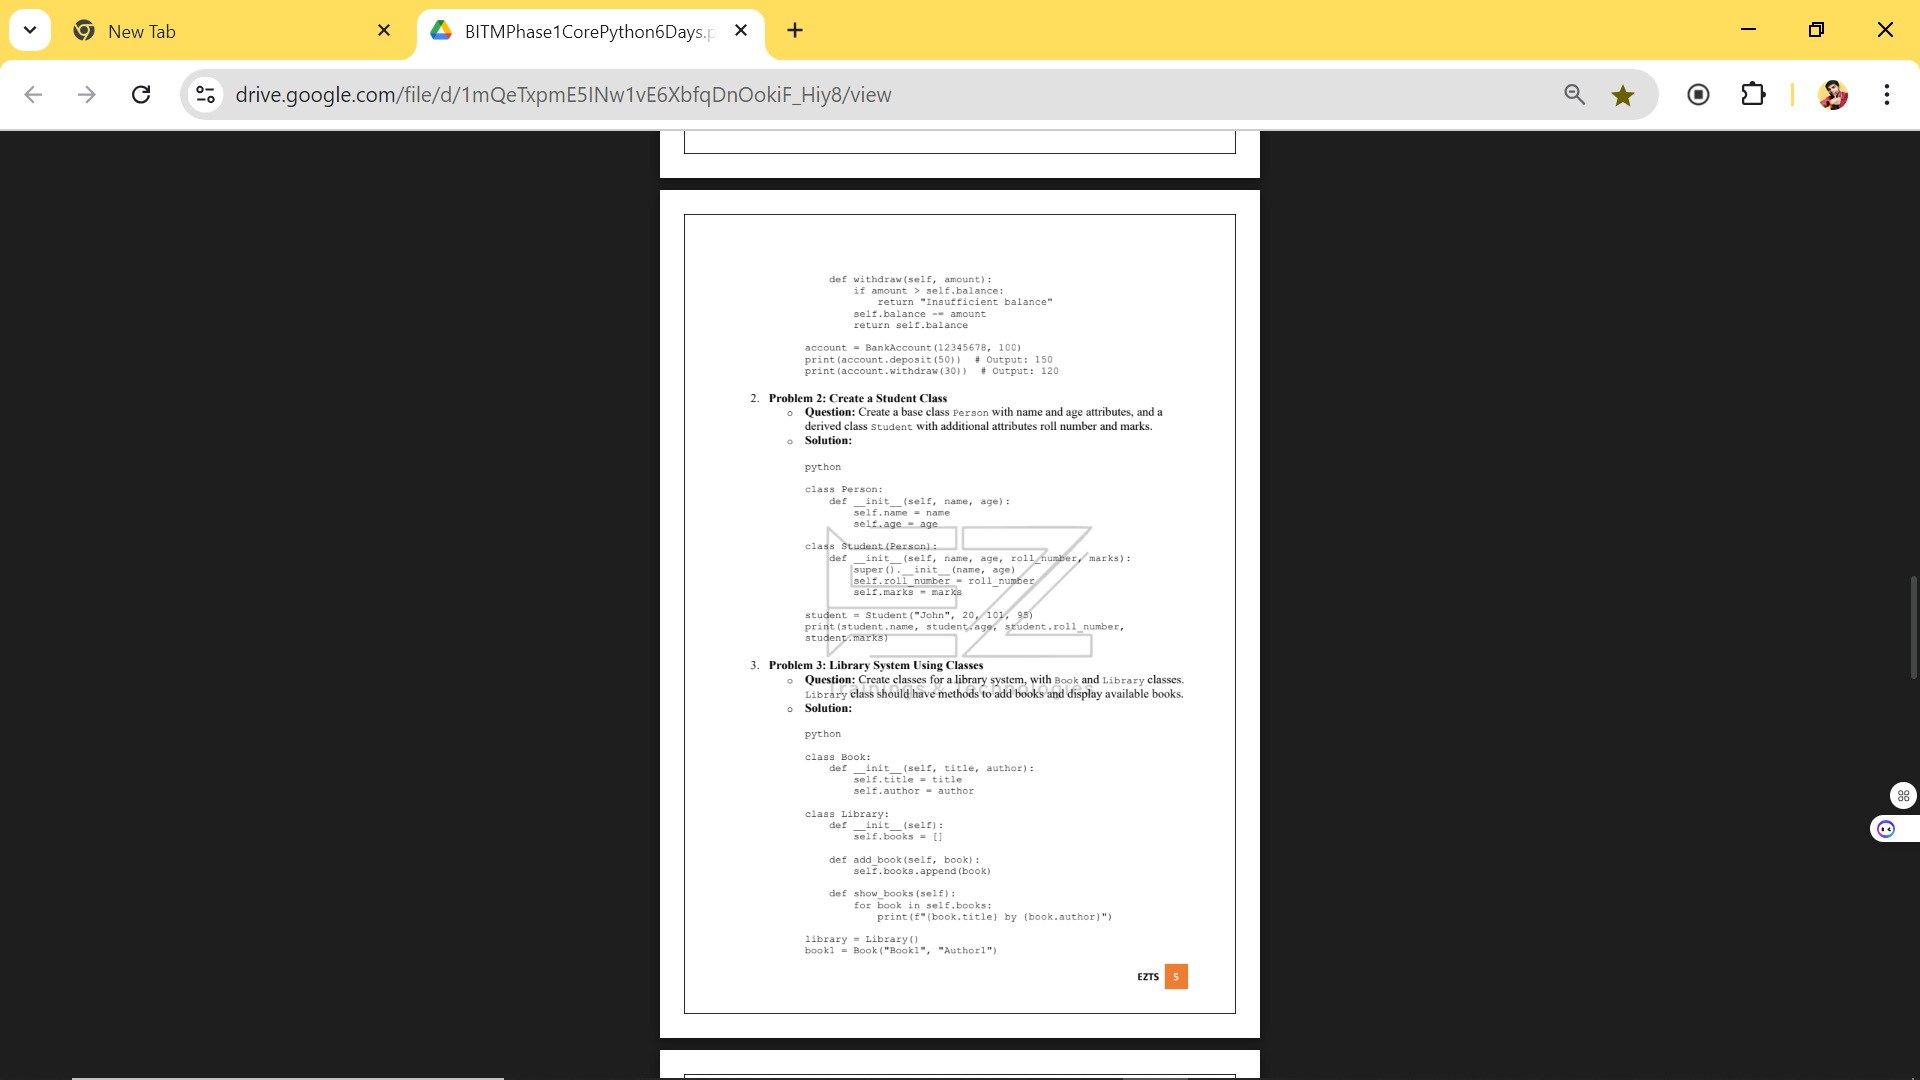 New Tab
BITMPhase1CorePython6Days.p
drive.google.com/file/d/1mQeTxpmE5INw1vE6XbfqDnOokiF_Hiy8/view
def withdraw(self, amount):
if amount > self.balance:
return "Insufficient balance"
self.balance -= amount
return self.balance
account = BankAccount(12345678, 100)
print(account.deposit(50)) # Output: 150
print(account.withdraw(30)) # Output: 120
2. Problem 2: Create a Student Class
o Question: Create a base class Person with name and age attributes, and a
derived class Student with additional attributes roll number and marks.
o Solution:
python
class Person:
def __init__(self, name, age):
self.name = name
self.age = age
class Student(Person):
def __init__(self, name, age, roll_number, marks):
super().__init__(name, age)
self.roll_number = roll_number
self.marks = marks
student = Student("John", 20, 101, 95)
print(student.name, student.age, student.roll_number,
student.marks)
EZ
3. Problem 3: Library System Using Classes
o Question: Create classes for a library system, with Book and Library classes.
Trainings & Technologies
Library class should have methods to add books and display available books.
o Solution:
python
class Book:
def __init__(self, title, author):
self.title = title
self.author = author
class Library:
def __init__(self):
self.books = []
def add_book(self, book):
self.books.append(book)
def show_books(self):
for book in self.books:
print(f"{book.title} by {book.author}")
library = Library()
book1 = Book("Book1", "Author1")
EZTS 5